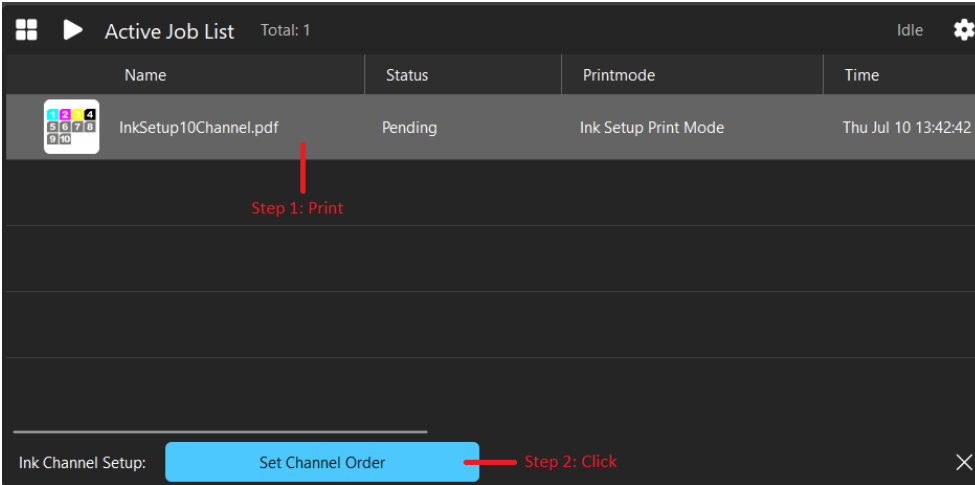 Active Job List Total: 1 Idle
Name Status Printmode Time
1 2 3 4
5 6 7 8
9 10
InkSetup10Channel.pdf Pending Ink Setup Print Mode Thu Jul 10 13:42:42
Step 1: Print
Ink Channel Setup: Set Channel Order Step 2: Click